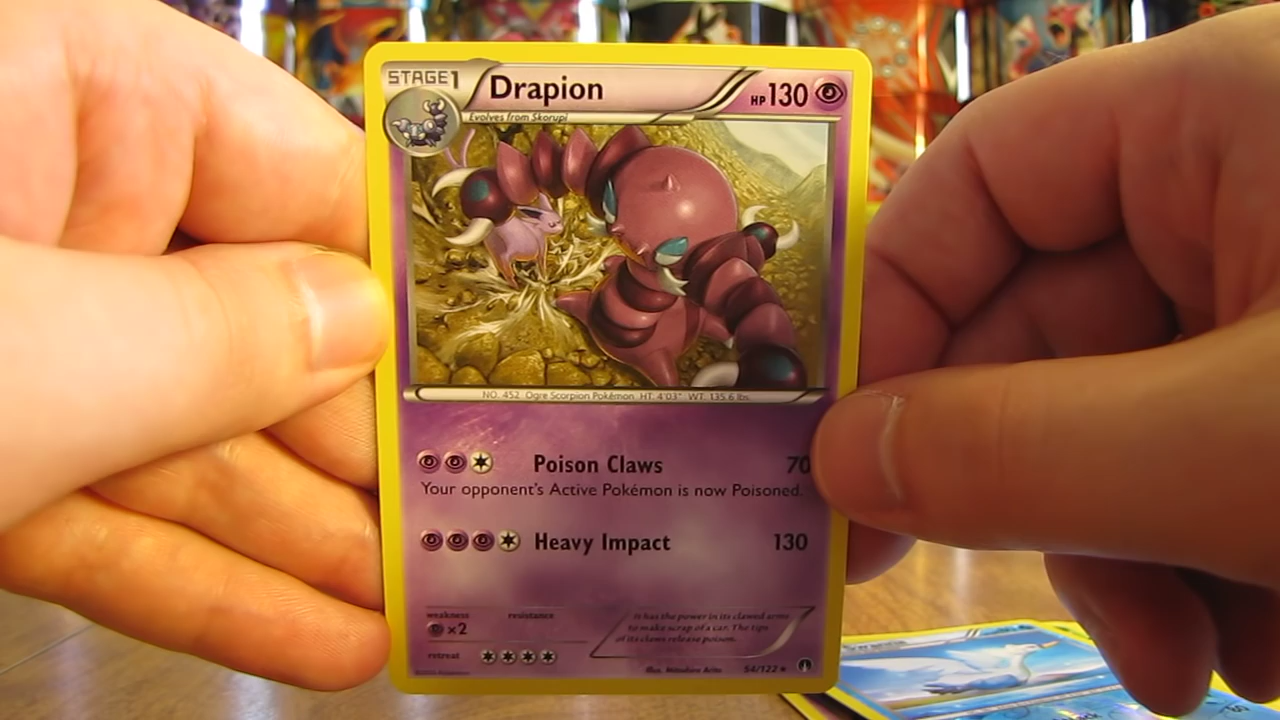 STAGE1
Drapion
HP 130
Evolves from Skorupi
NO. 452 Ogre Scorpion Pokémon HT. 4'03" WT. 135.6 lbs.
Poison Claws 70
Your opponent's Active Pokémon is now Poisoned.
Heavy Impact 130
weakness resistance
×2
retreat
It has the power in its clawed arms
to make scrap of a car. The tips
of its claws release poison.
Illus. 54/122
60